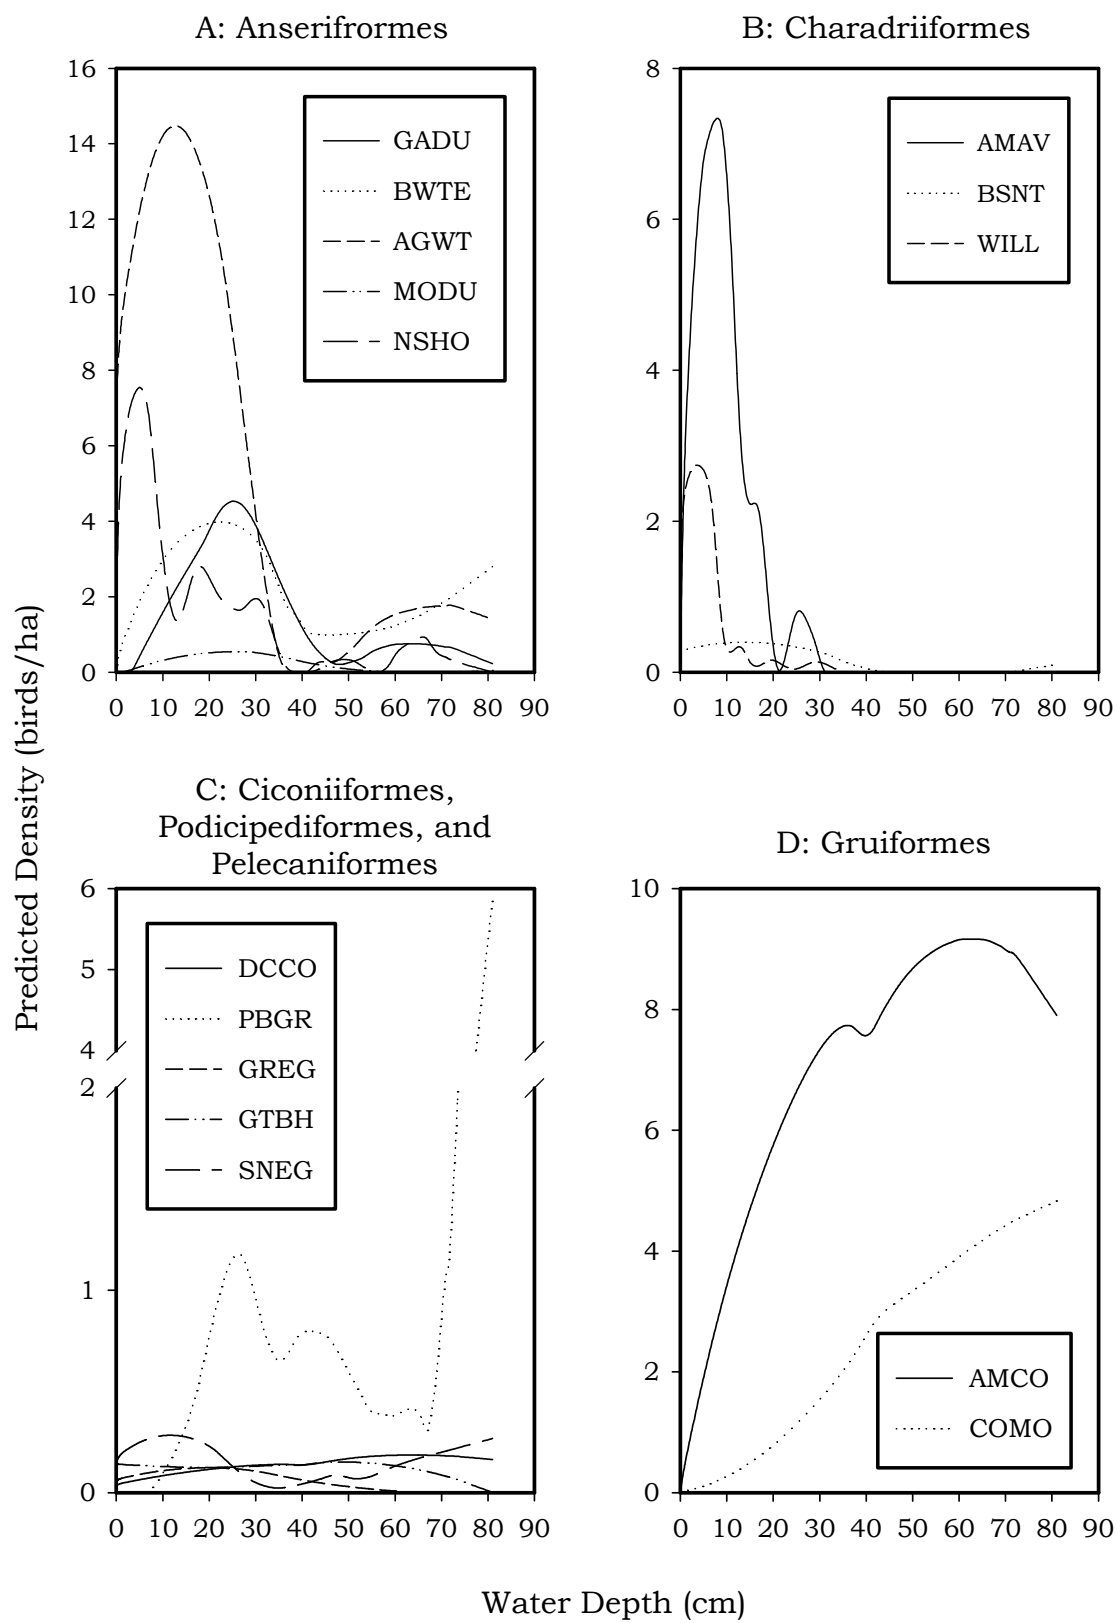 A: Anserifrormes
16
14
12
10
8
6
4
2
0
0 10 20 30 40 50 60 70 80 90
GADU
BWTE
AGWT
MODU
NSHO
B: Charadriiformes
8
6
4
2
0
0 10 20 30 40 50 60 70 80 90
AMAV
BSNT
WILL
Predicted Density (birds/ha)
C: Ciconiiformes,
Podicipediformes, and
Pelecaniformes
6
5
4
2
1
0
0 10 20 30 40 50 60 70 80 90
DCCO
PBGR
GREG
GTBH
SNEG
D: Gruiformes
10
8
6
4
2
0
0 10 20 30 40 50 60 70 80 90
AMCO
COMO
Water Depth (cm)